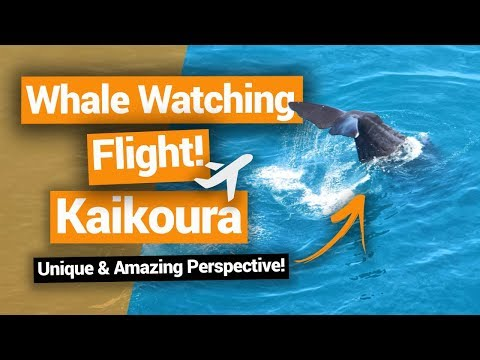 Whale Watching
Flight!
Kaikoura
Unique & Amazing Perspective!